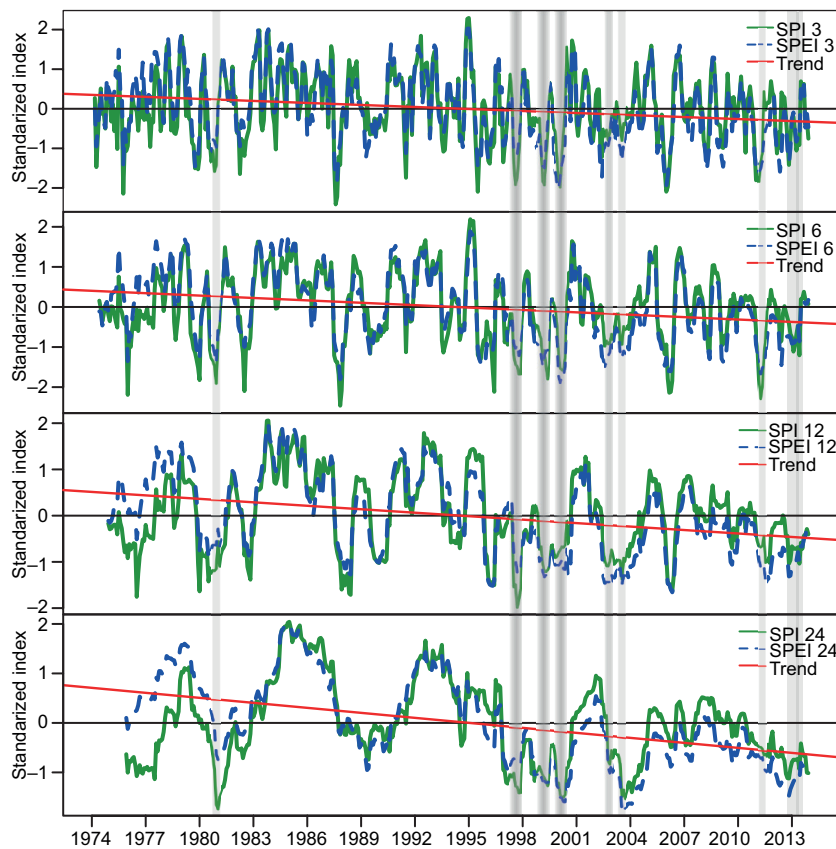 Standarized index
2
1
0
–1
–2
SPI 3
SPEI 3
Trend
Standarized index
2
1
0
–1
–2
SPI 6
SPEI 6
Trend
Standarized index
2
1
0
–1
–2
SPI 12
SPEI 12
Trend
Standarized index
2
1
0
–1
SPI 24
SPEI 24
Trend
1974 1977 1980 1983 1986 1989 1992 1995 1998 2001 2004 2007 2010 2013